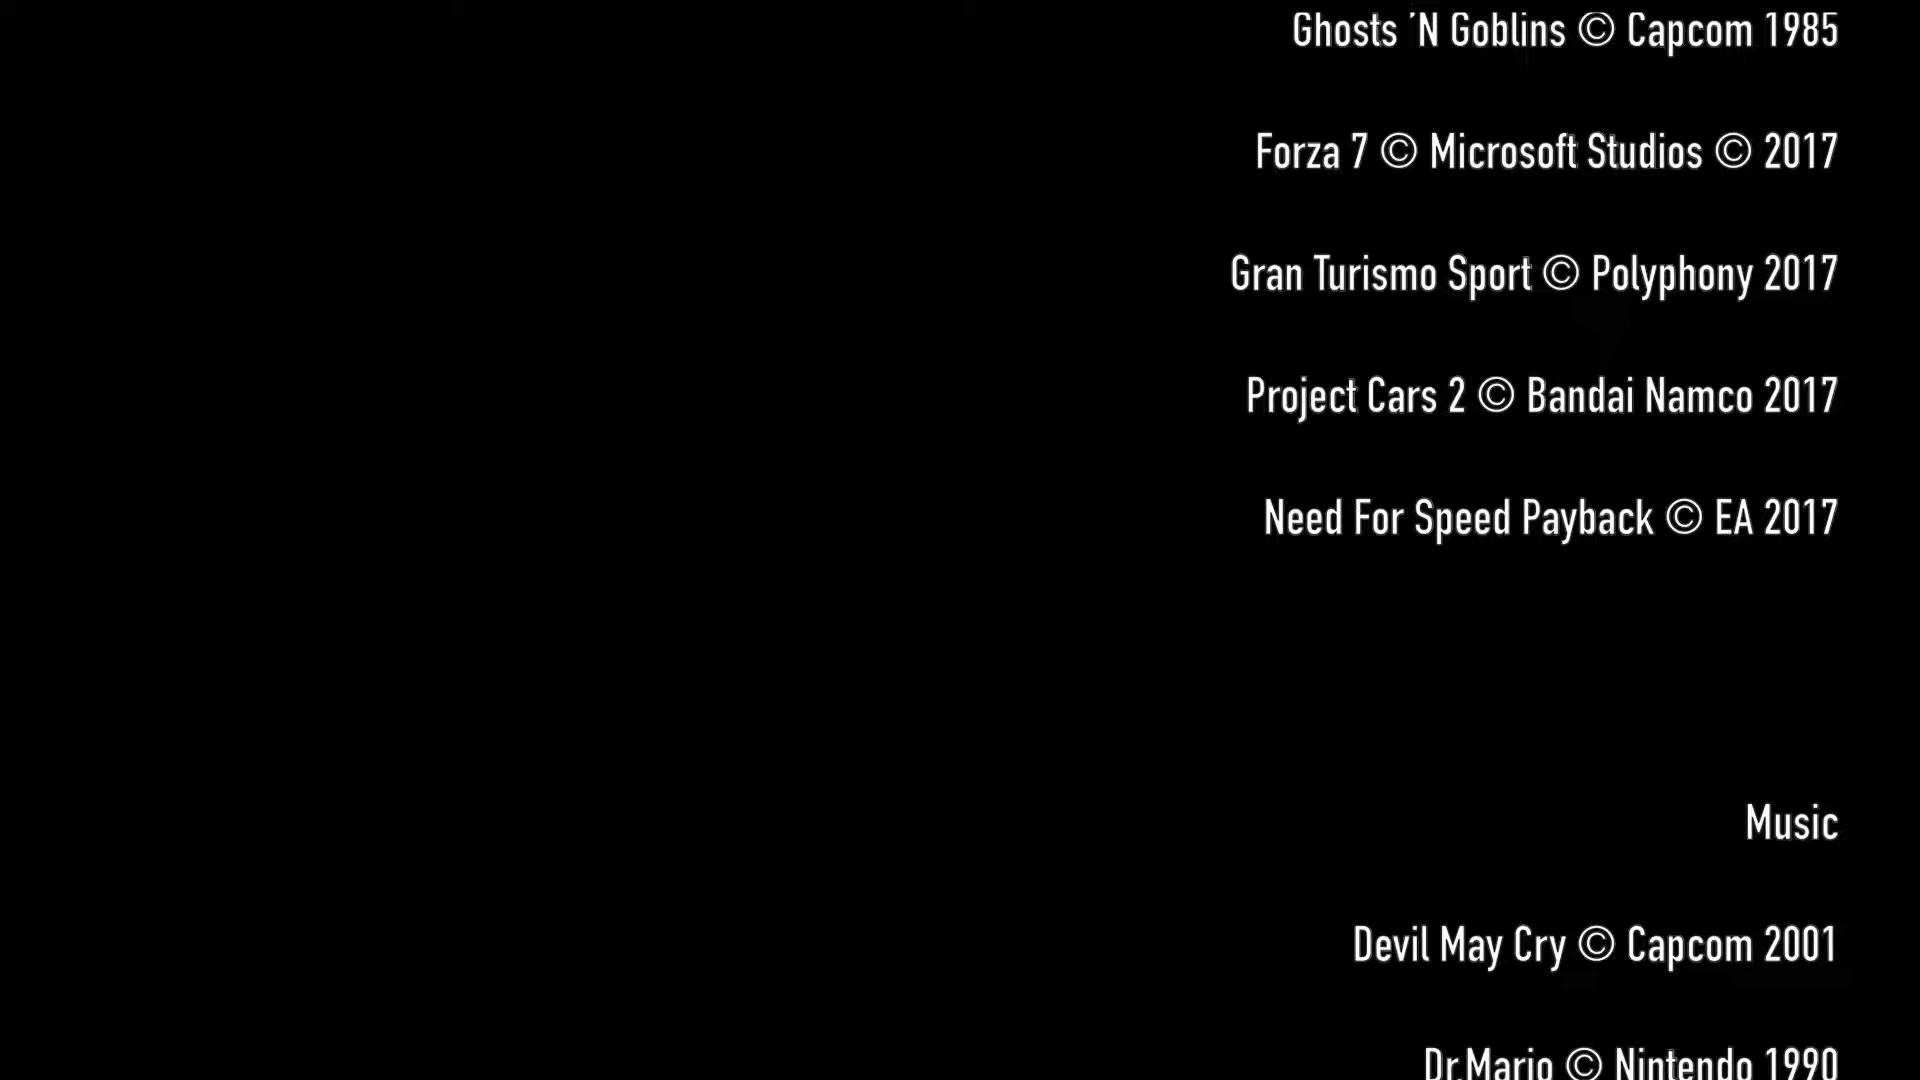 Ghosts ´N Goblins © Capcom 1985
Forza 7 © Microsoft Studios © 2017
Gran Turismo Sport © Polyphony 2017
Project Cars 2 © Bandai Namco 2017
Need For Speed Payback © EA 2017
Music
Devil May Cry © Capcom 2001
Dr.Mario © Nintendo 1990